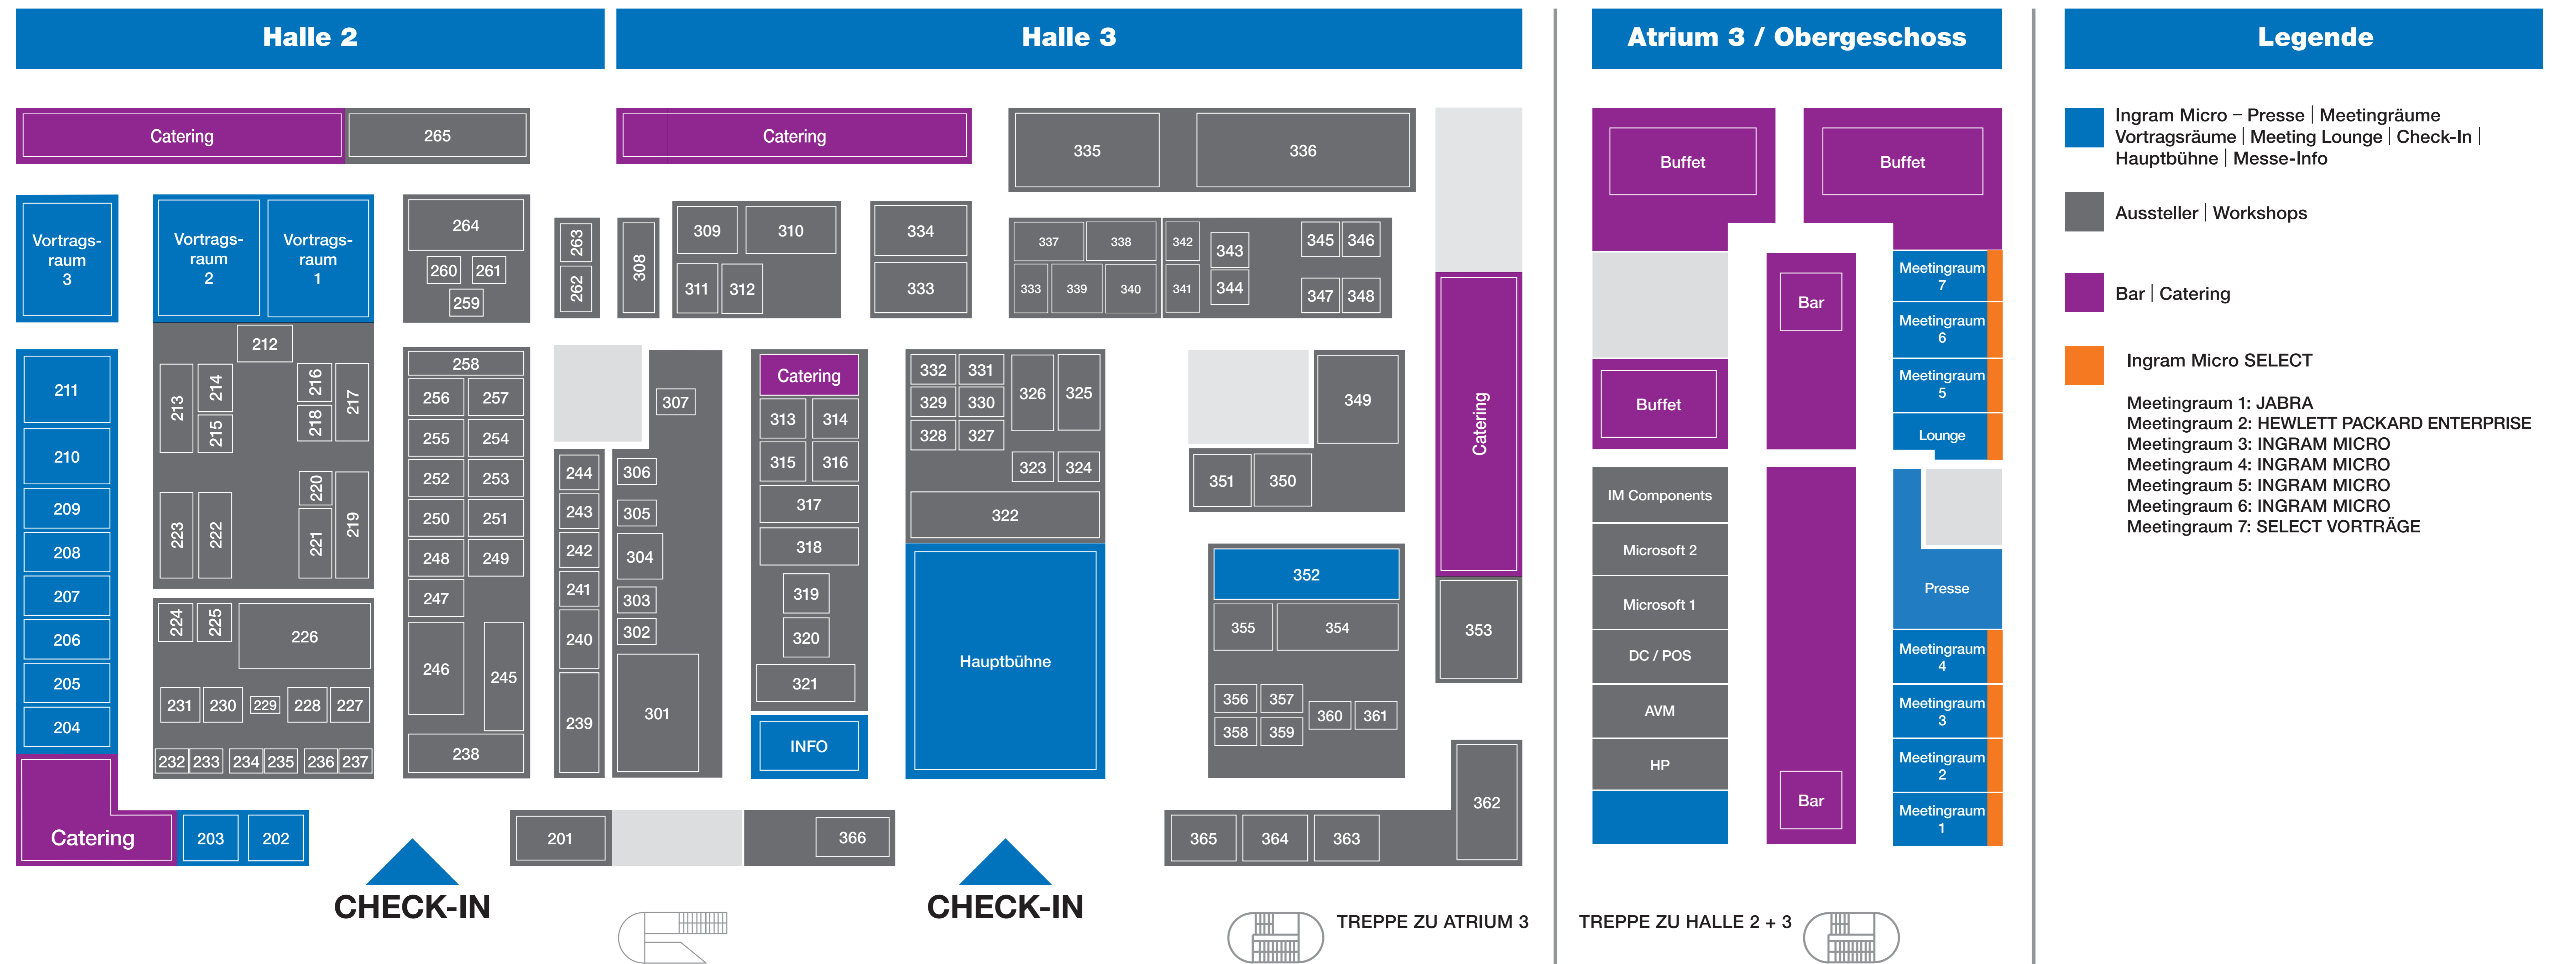 Halle 2
Halle 3
Atrium 3 / Obergeschoss
Legende
Catering
265
Vortrags-
raum
3
Vortrags-
raum
2
Vortrags-
raum
1
264
260
261
259
263
262
211
210
209
208
207
206
205
204
Catering
203
202
212
213
214
215
216
218
217
220
221
219
223
222
224
225
226
231
230
229
228
227
232
233
234
235
236
237
258
256
257
255
254
252
253
250
251
248
249
247
246
245
238
244
243
242
241
240
239
201
CHECK-IN
Catering
335
336
308
309
310
311
312
334
333
337
338
342
343
333
339
340
341
344
345
346
347
348
307
306
305
304
303
302
301
Catering
313
314
315
316
317
318
319
320
321
INFO
332
331
329
330
328
327
326
325
323
324
322
Hauptbühne
349
351
350
Catering
352
355
354
353
356
357
358
359
360
361
366
365
364
363
362
CHECK-IN
TREPPE ZU ATRIUM 3
Buffet
Buffet
Bar
Meetingraum
7
Meetingraum
6
Meetingraum
5
Lounge
Buffet
IM Components
Microsoft 2
Microsoft 1
DC / POS
AVM
HP
Bar
Presse
Meetingraum
4
Meetingraum
3
Meetingraum
2
Meetingraum
1
TREPPE ZU HALLE 2 + 3
Ingram Micro – Presse | Meetingräume
Vortragsräume | Meeting Lounge | Check-In |
Hauptbühne | Messe-Info
Aussteller | Workshops
Bar | Catering
Ingram Micro SELECT
Meetingraum 1: JABRA
Meetingraum 2: HEWLETT PACKARD ENTERPRISE
Meetingraum 3: INGRAM MICRO
Meetingraum 4: INGRAM MICRO
Meetingraum 5: INGRAM MICRO
Meetingraum 6: INGRAM MICRO
Meetingraum 7: SELECT VORTRÄGE